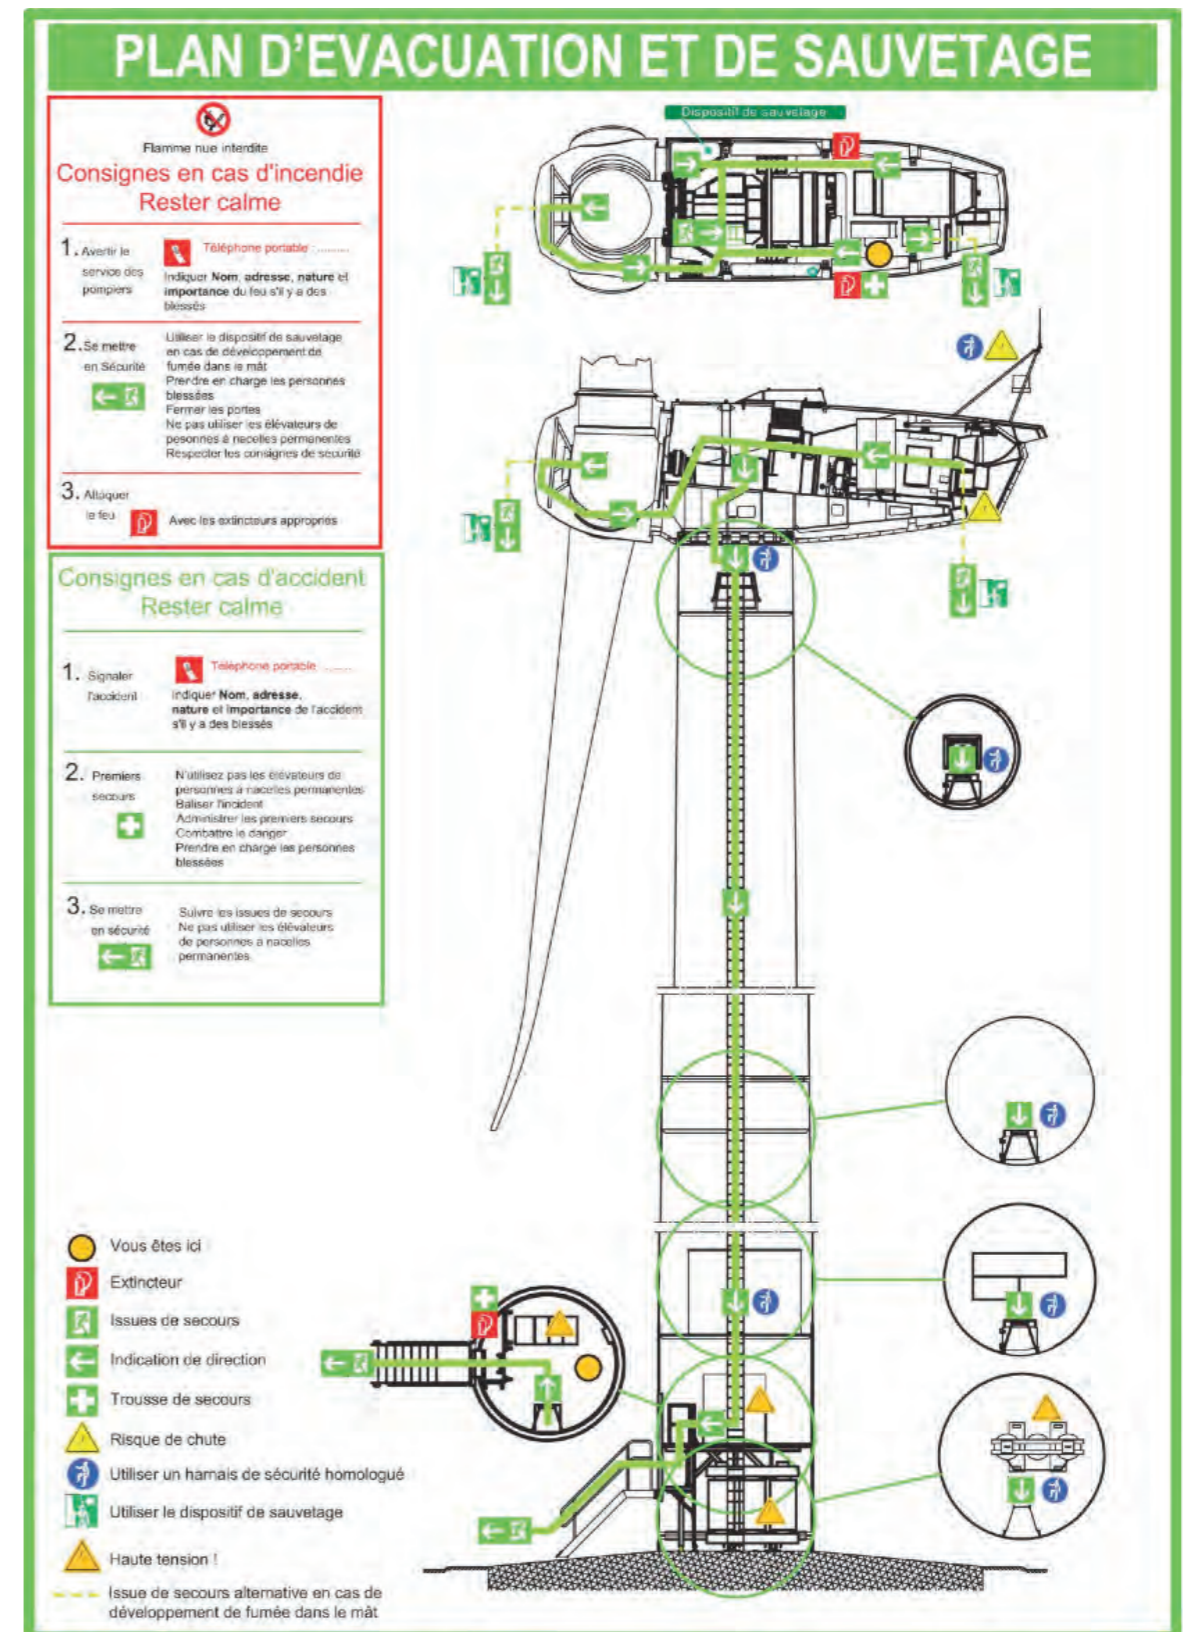 PLAN D'EVACUATION ET DE SAUVETAGE
Flamme nue interdite
Consignes en cas d'incendie
Rester calme
1. Avertir le
service des
pompiers
Téléphone portable : ..........
Indiquer Nom, adresse, nature et
importance du feu s'il y a des
blessés
2. Se mettre
en Sécurité
Utiliser le dispositif de sauvetage
en cas de développement de
fumée dans le mât
Prendre en charge les personnes
blessées
Fermer les portes
Ne pas utiliser les élévateurs de
pesonnes à nacelles permanentes
Respecter les consignes de sécurité
3. Attaquer
le feu
Avec les extincteurs appropriés
Consignes en cas d'accident
Rester calme
1. Signaler
l'accident
Téléphone portable ..........
Indiquer Nom, adresse,
nature et importance de l'accident
s'il y a des blessés
2. Premiers
secours
N'utilisez pas les élévateurs de
personnes à nacelles permanentes
Baliser l'incident
Administrer les premiers secours
Combattre le danger
Prendre en charge les personnes
blessées
3. Se mettre
en sécurité
Suivre les issues de secours
Ne pas utiliser les élévateurs
de personnes à nacelles
permanentes
Dispositif de sauvetage
Vous êtes ici
Extincteur
Issues de secours
Indication de direction
Trousse de secours
Risque de chute
Utiliser un harnais de sécurité homologué
Utiliser le dispositif de sauvetage
Haute tension !
Issue de secours alternative en cas de
développement de fumée dans le mât